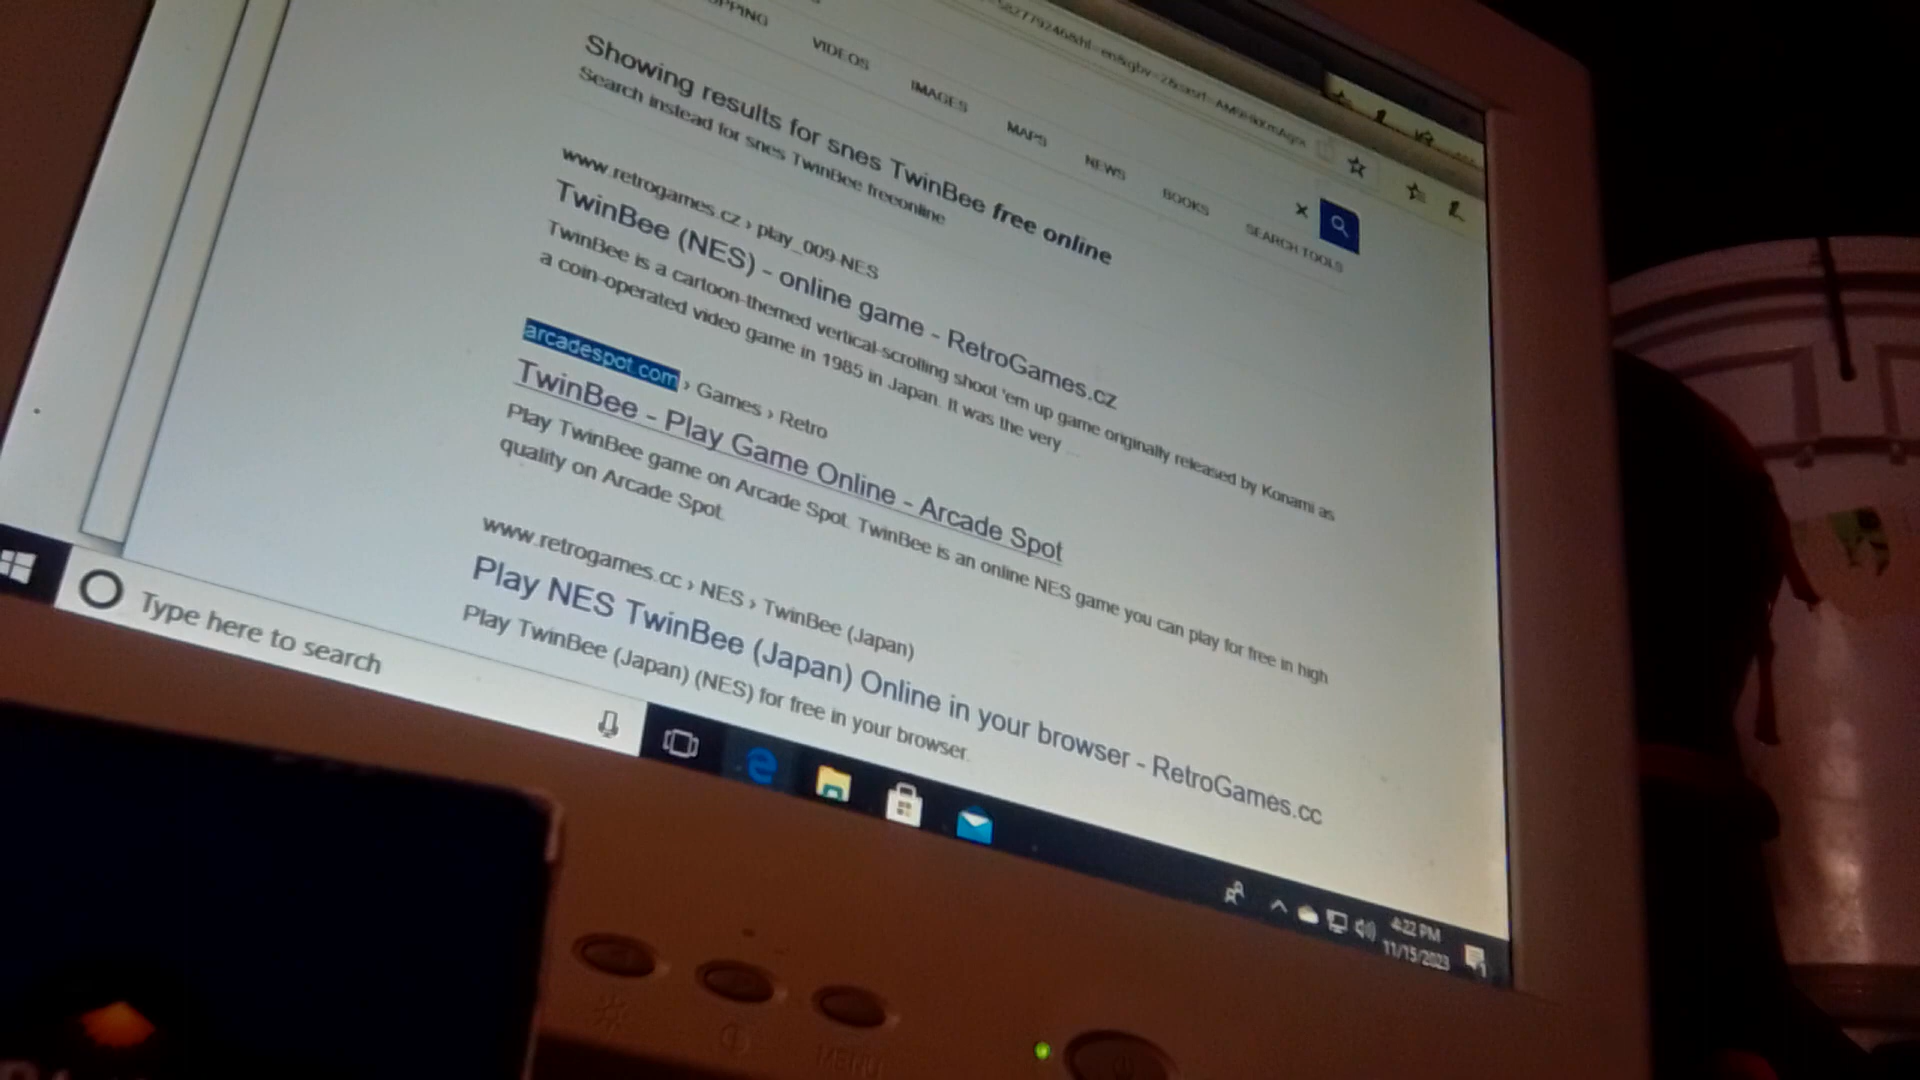 VIDEOS
IMAGES
MAPS
NEWS
BOOKS
SEARCH TOOLS
Showing results for snes TwinBee free online
Search instead for snes TwinBee freeonline
www.retrogames.cz › play_009-NES
TwinBee (NES) - online game - RetroGames.cz
TwinBee is a cartoon-themed vertical-scrolling shoot 'em up game originally released by Konami as
a coin-operated video game in 1985 in Japan. It was the very ...
arcadespot.com › Games › Retro
TwinBee - Play Game Online - Arcade Spot
Play TwinBee game on Arcade Spot. TwinBee is an online NES game you can play for free in high
quality on Arcade Spot.
www.retrogames.cc › NES › TwinBee (Japan)
Play NES TwinBee (Japan) Online in your browser - RetroGames.cc
Play TwinBee (Japan) (NES) for free in your browser.
Type here to search
4:22 PM
11/15/2023
MENU